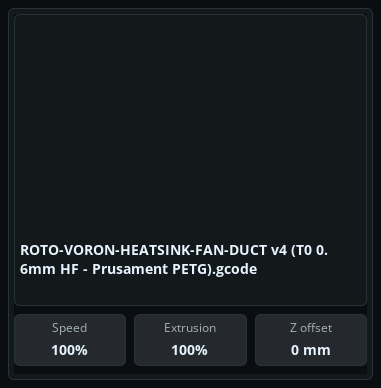 ROTO-VORON-HEATSINK-FAN-DUCT v4 (T0 0.
6mm HF - Prusament PETG).gcode
Speed Extrusion Z offset
100% 100% 0 mm